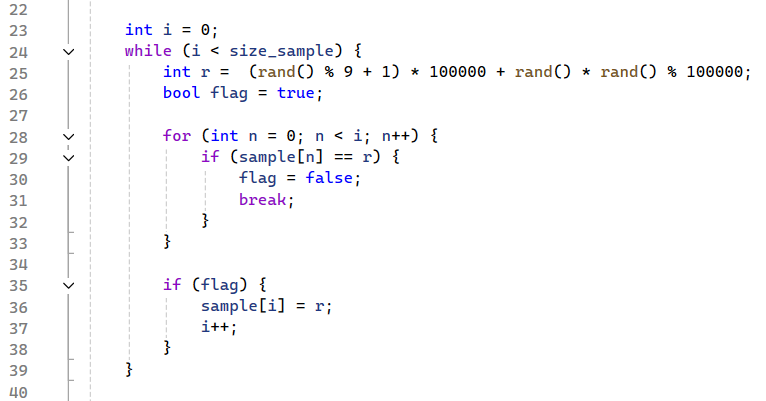 22
23 int i = 0;
24 while (i < size_sample) {
25 int r =  (rand() % 9 + 1) * 100000 + rand() * rand() % 100000;
26 bool flag = true;
27
28 for (int n = 0; n < i; n++) {
29 if (sample[n] == r) {
30 flag = false;
31 break;
32 }
33 }
34
35 if (flag) {
36 sample[i] = r;
37 i++;
38 }
39 }
40